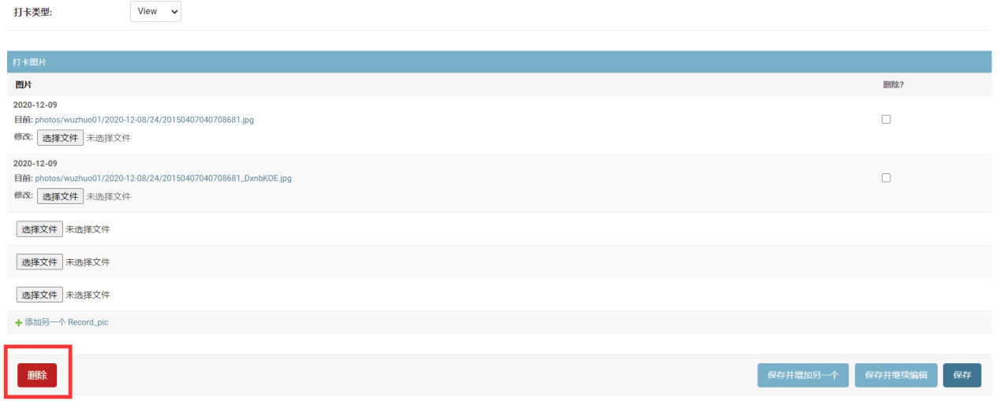 打卡类型: View
打卡图片
图片 删除?
2020-12-09
目前: photos/wuzhuo01/2020-12-08/24/20150407040708681.jpg
修改: 选择文件 未选择文件
2020-12-09
目前: photos/wuzhuo01/2020-12-08/24/20150407040708681_DxnbKOE.jpg
修改: 选择文件 未选择文件
选择文件 未选择文件
选择文件 未选择文件
选择文件 未选择文件
添加另一个 Record_pic
删除 保存并增加另一个 保存并继续编辑 保存